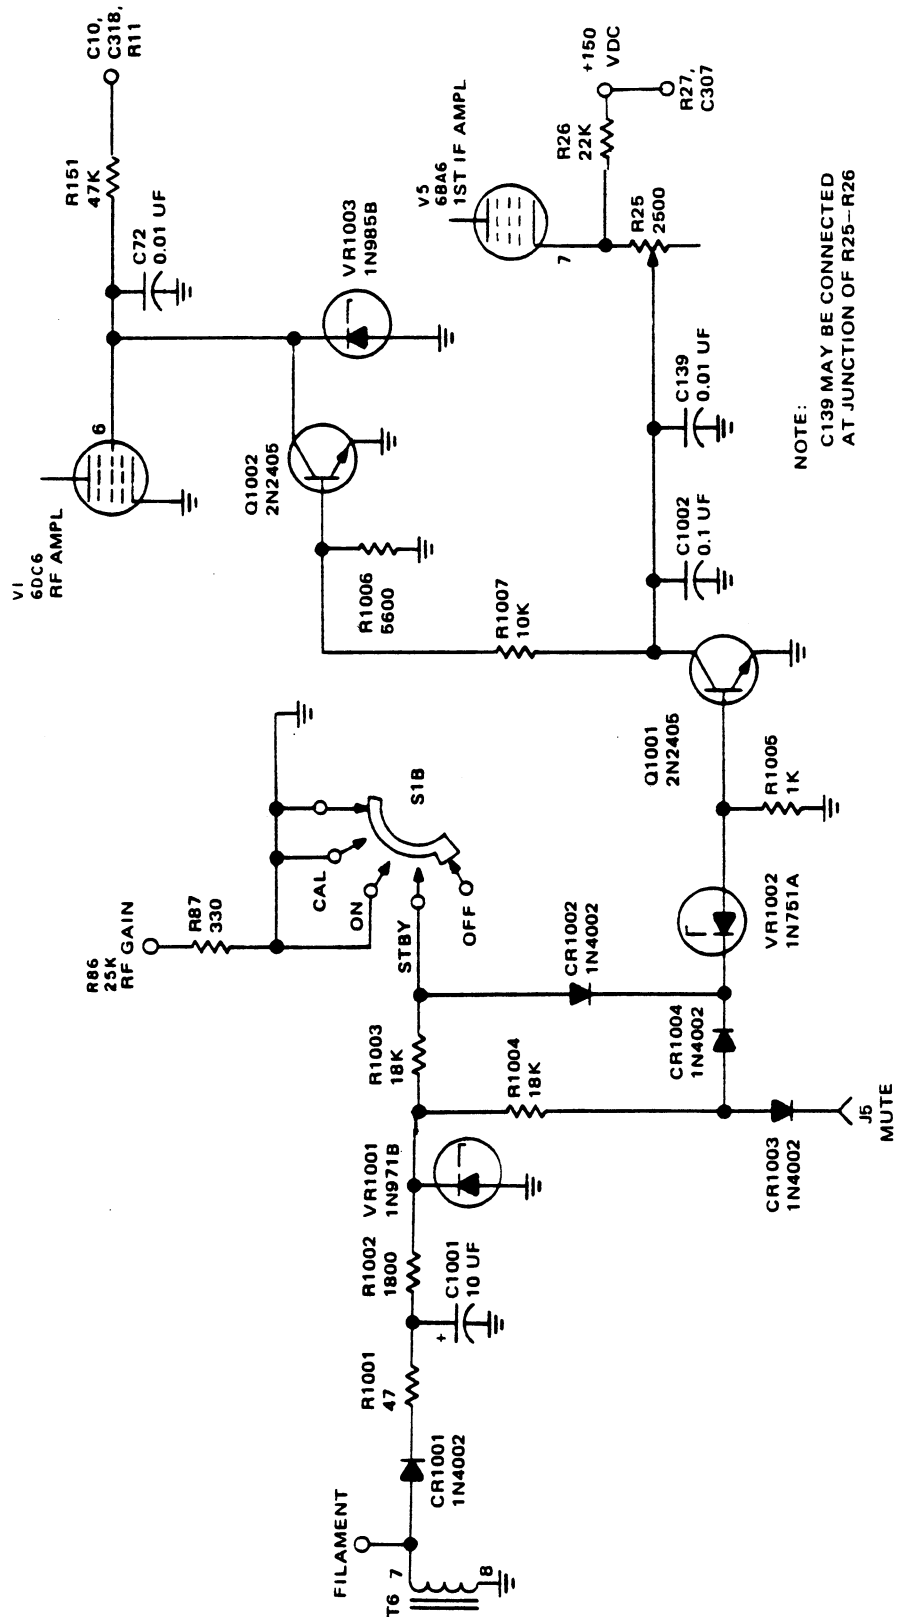 C10,
C318,
R11
R151
47K
C72
0.01 UF
V1
6DC6
RF AMPL
6
VR1003
1N985B
Q1002
2N2405
R1006
5600
R1007
10K
V5
6BA6
1ST IF AMPL
7
R26
22K
+150
VDC
R27,
C307
R25
2500
C139
0.01 UF
C1002
0.1 UF
NOTE:
C139 MAY BE CONNECTED
AT JUNCTION OF R25-R26
Q1001
2N2405
R1005
1K
VR1002
1N751A
R86
25K
RF GAIN
R87
330
CAL
ON
STBY
OFF
S1B
CR1002
1N4002
R1003
18K
R1004
18K
CR1004
1N4002
CR1003
1N4002
J5
MUTE
VR1001
1N971B
R1002
1800
C1001
10 UF
+
R1001
47
CR1001
1N4002
FILAMENT
T6
7
8